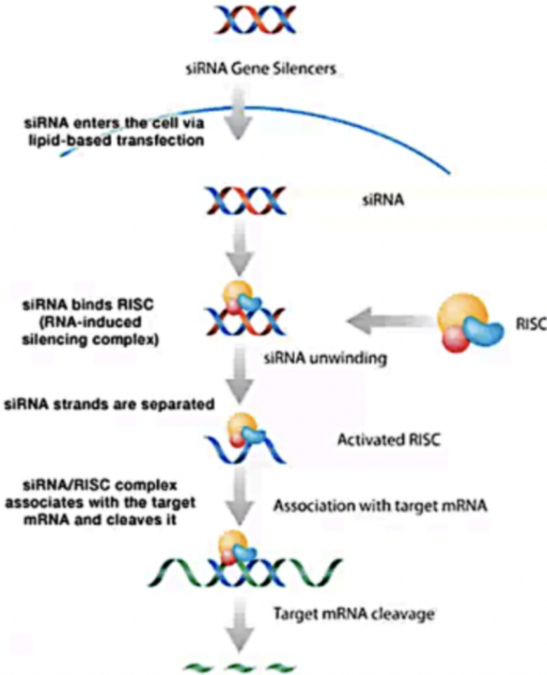 siRNA Gene Silencers
siRNA enters the cell via
lipid-based transfection
siRNA
siRNA binds RISC
(RNA-induced
silencing complex)
RISC
siRNA unwinding
siRNA strands are separated
Activated RISC
siRNA/RISC complex
associates with the target
mRNA and cleaves it
Association with target mRNA
Target mRNA cleavage